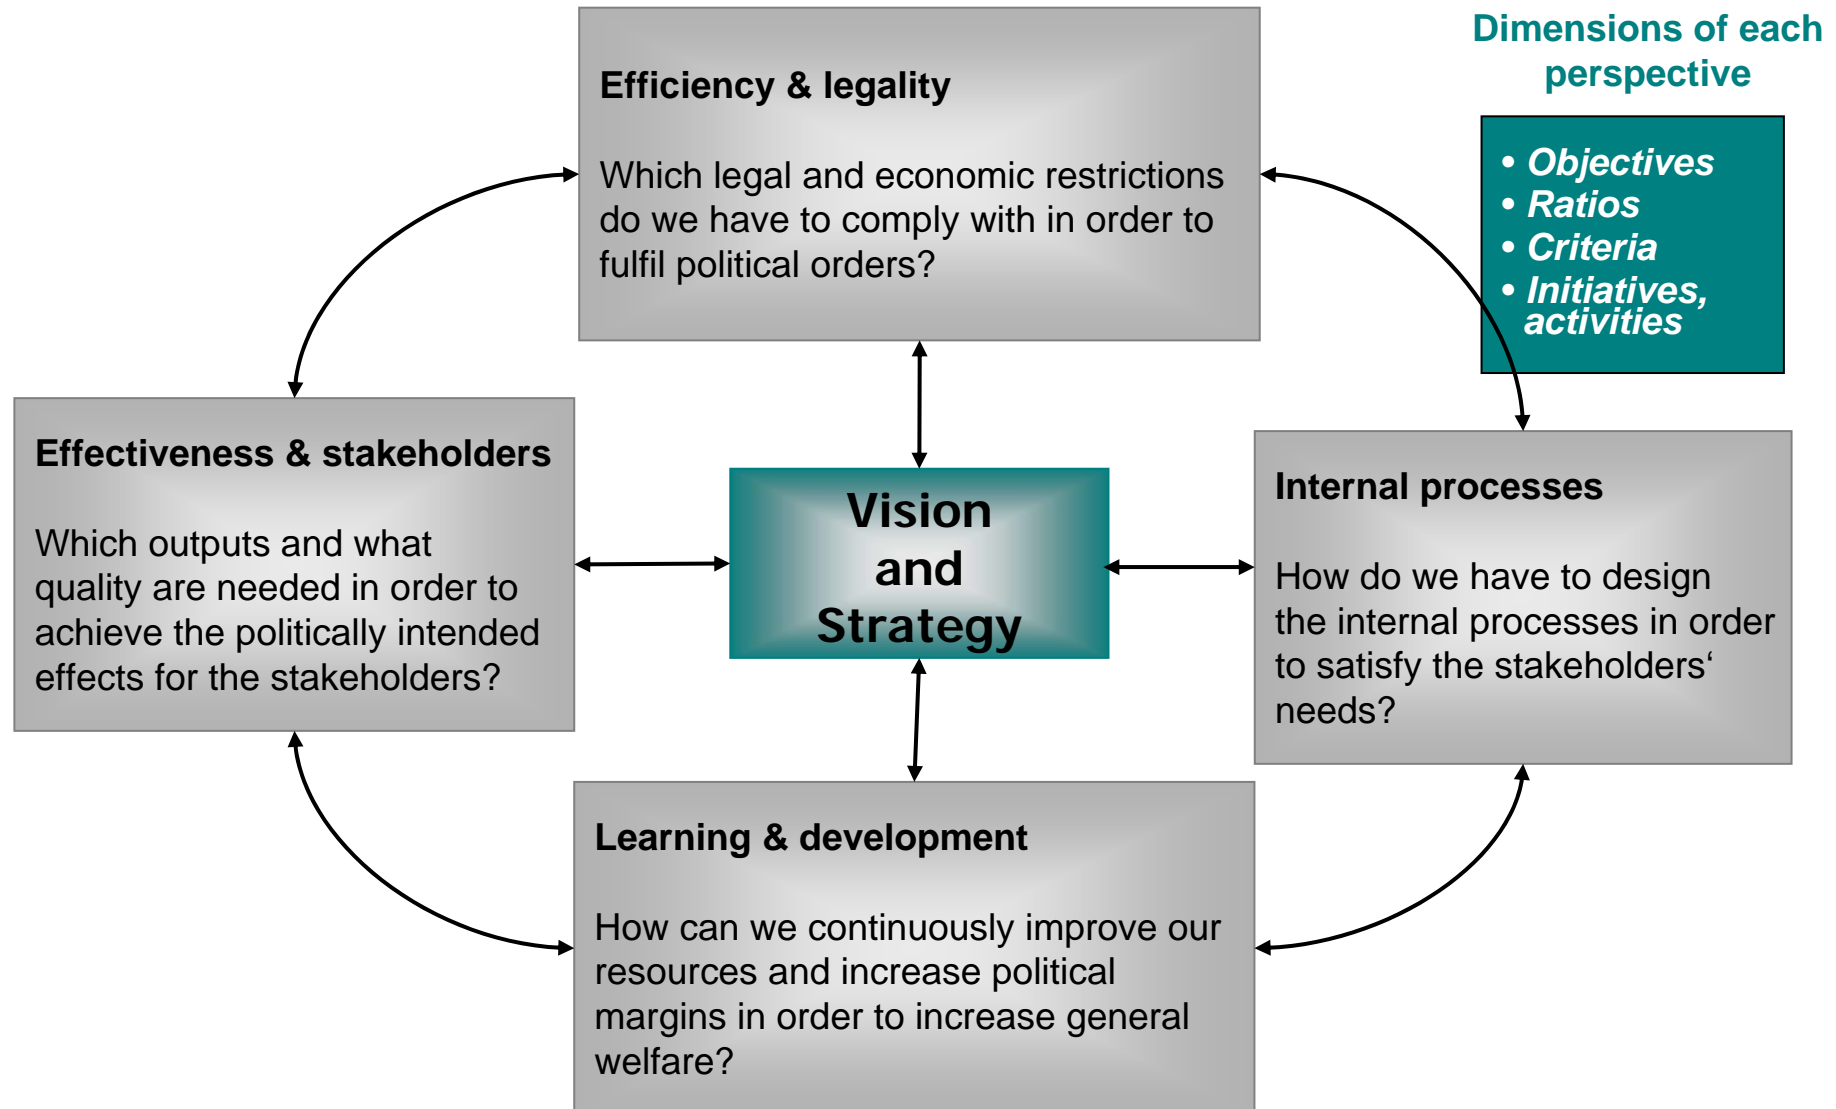 Dimensions of each
perspective
• Objectives
• Ratios
• Criteria
• Initiatives,
activities
Efficiency & legality
Which legal and economic restrictions
do we have to comply with in order to
fulfil political orders?
Effectiveness & stakeholders
Which outputs and what
quality are needed in order to
achieve the politically intended
effects for the stakeholders?
Vision
and
Strategy
Internal processes
How do we have to design
the internal processes in order
to satisfy the stakeholders‘
needs?
Learning & development
How can we continuously improve our
resources and increase political
margins in order to increase general
welfare?